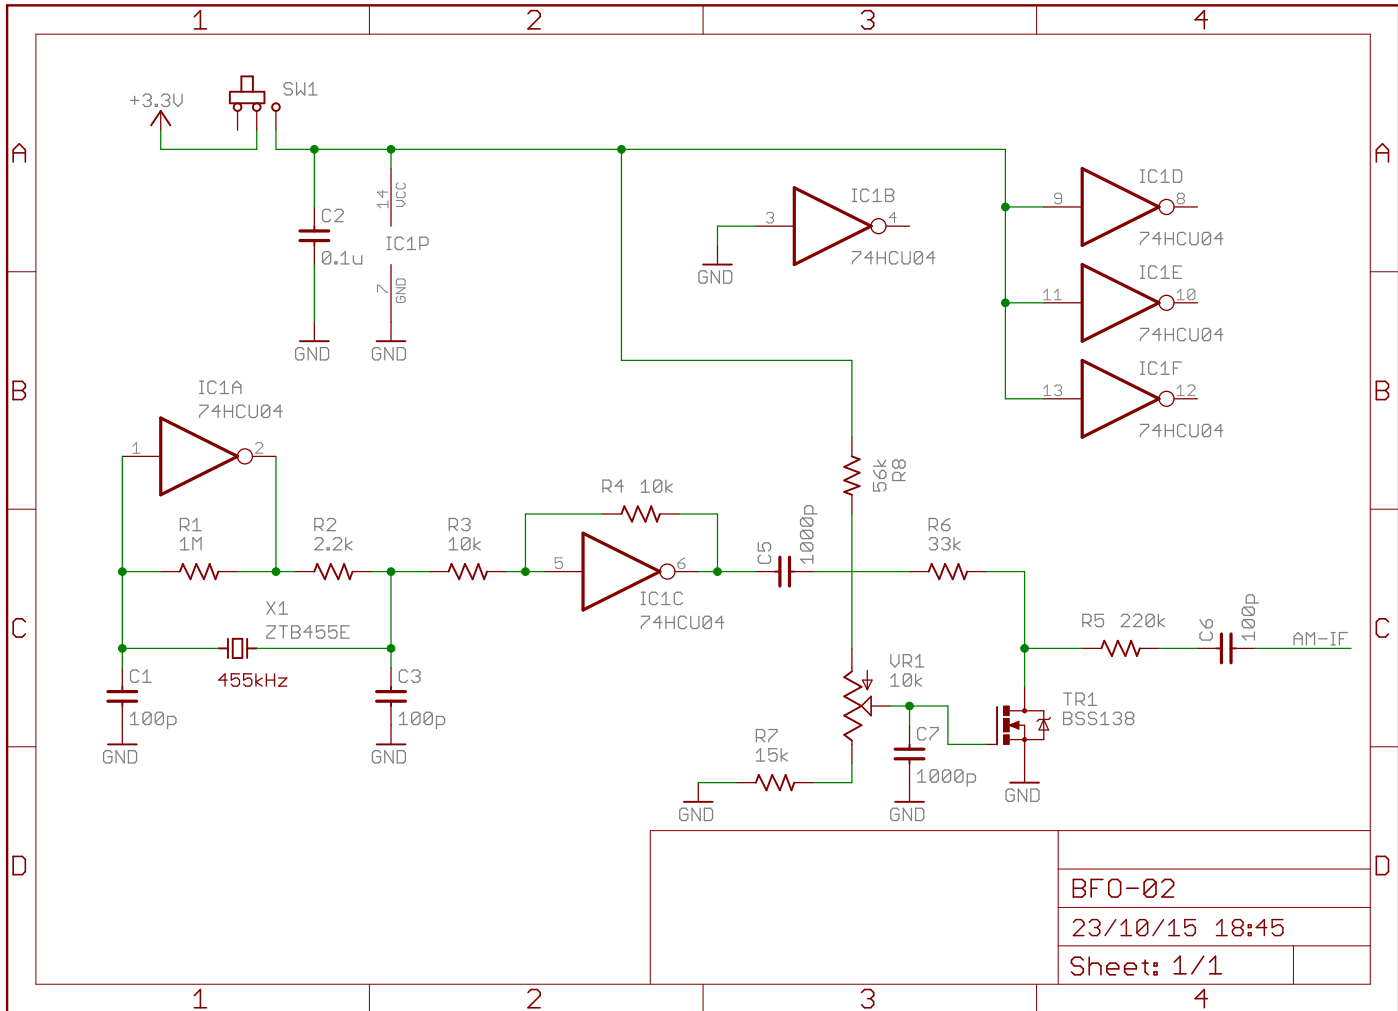 1 2 3 4
A A
B B
C C
D D
+3.3V
SW1
C2
0.1u
14
VCC
IC1P
7
GND
GND
GND
IC1B
3
4
74HCU04
GND
IC1D
9
8
74HCU04
IC1E
11
10
74HCU04
IC1F
13
12
74HCU04
IC1A
74HCU04
1
2
R1
1M
R2
2.2k
R3
10k
R4 10k
5
6
IC1C
74HCU04
C5
1000p
56k
R8
R6
33k
X1
ZTB455E
455kHz
C1
100p
GND
C3
100p
GND
VR1
10k
R7
15k
GND
C7
1000p
GND
TR1
BSS138
GND
R5 220k
C6
100p
AM-IF
BFO-02
23/10/15 18:45
Sheet: 1/1
1 2 3 4